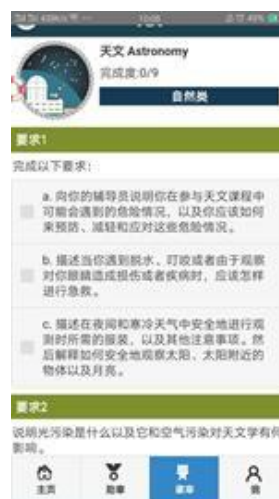 天文 Astronomy
完成度:0/9
自然类
要求1
完成以下要求：
a. 向你的辅导员说明你在参与天文课程中
可能会遇到的危险情况，以及你应该如何
来预防、减轻和应对这些危险情况。
b. 描述当你遇到脱水、叮咬或者由于观察
对你眼睛造成损伤或者疾病时，应该怎样
进行急救。
c. 描述在夜间和寒冷天气中安全地进行观
测时所需的服装，以及其他注意事项。然
后解释如何安全地观察太阳、太阳附近的
物体以及月亮。
要求2
说明光污染是什么以及它和空气污染对天文学有何
影响。
主页
勋章
徽章
我